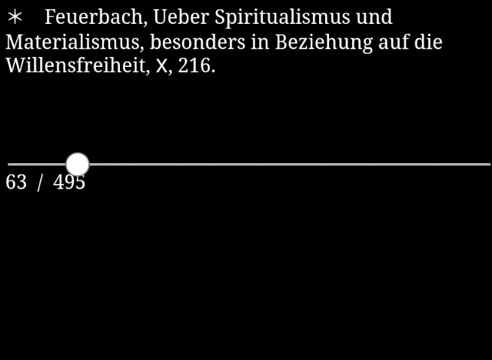 ＊ Feuerbach, Ueber Spiritualismus und
Materialismus, besonders in Beziehung auf die
Willensfreiheit, X, 216.
63 / 495